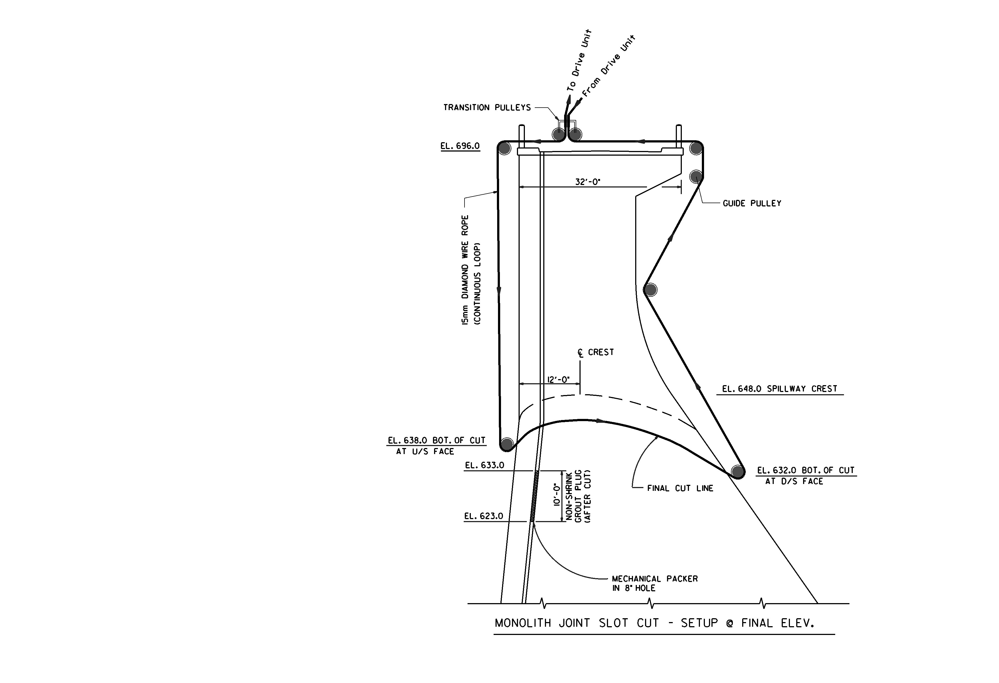 To Drive Unit
From Drive Unit
TRANSITION PULLEYS
EL. 696.0
32'-0"
GUIDE PULLEY
15mm DIAMOND WIRE ROPE
(CONTINUOUS LOOP)
℄ CREST
12'-0"
EL. 648.0 SPILLWAY CREST
EL. 638.0 BOT. OF CUT
AT U/S FACE
EL. 633.0
10'-0"
NON-SHRINK
GROUT PLUG
(AFTER CUT)
EL. 632.0 BOT. OF CUT
AT D/S FACE
FINAL CUT LINE
EL. 623.0
MECHANICAL PACKER
IN 8" HOLE
MONOLITH JOINT SLOT CUT - SETUP @ FINAL ELEV.